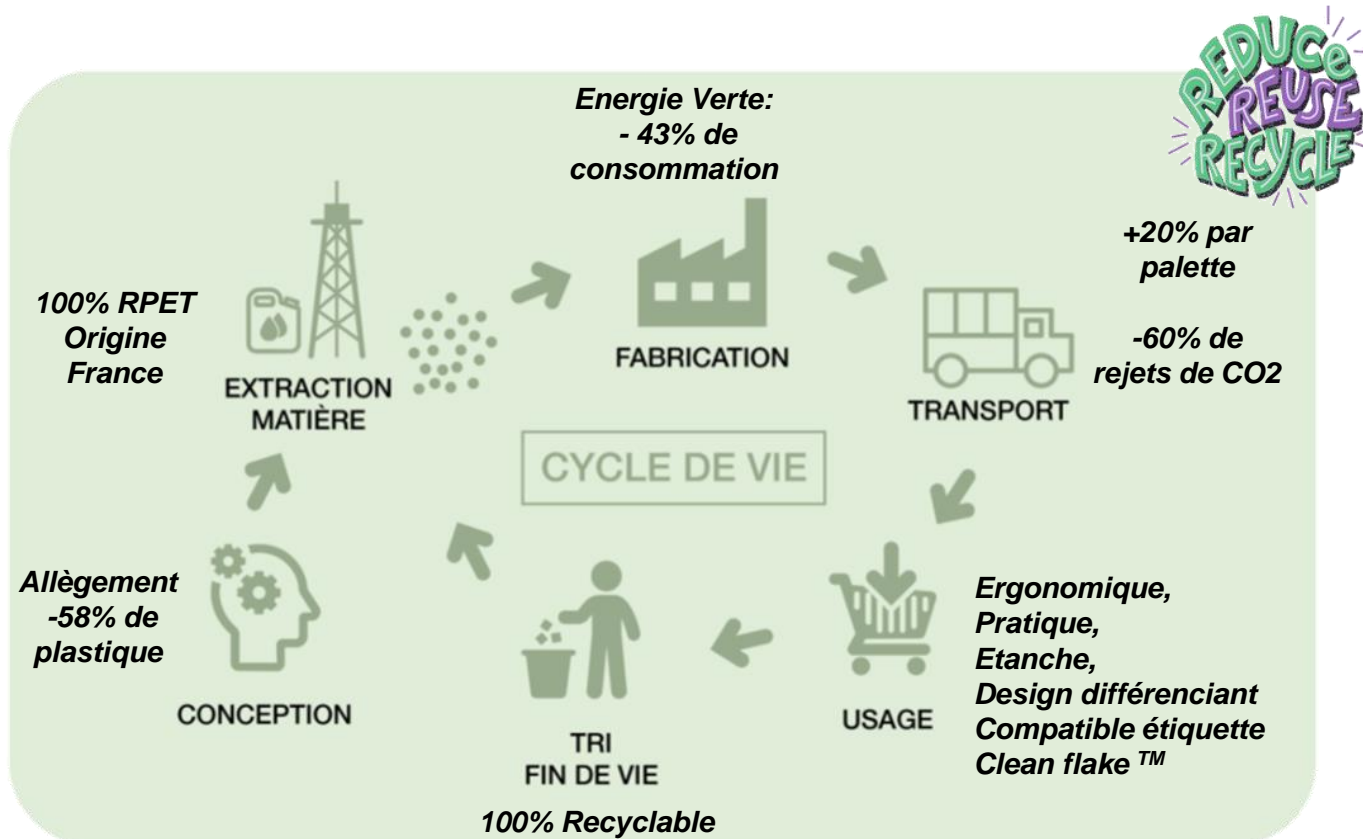 REDUCe
REUSE
RECYCLE
Energie Verte:
- 43% de
consommation
+20% par
palette
-60% de
rejets de CO2
100% RPET
Origine
France
EXTRACTION
MATIÈRE
FABRICATION
TRANSPORT
CYCLE DE VIE
Allègement
-58% de
plastique
CONCEPTION
TRI
FIN DE VIE
100% Recyclable
USAGE
Ergonomique,
Pratique,
Etanche,
Design différenciant
Compatible étiquette
Clean flake ™